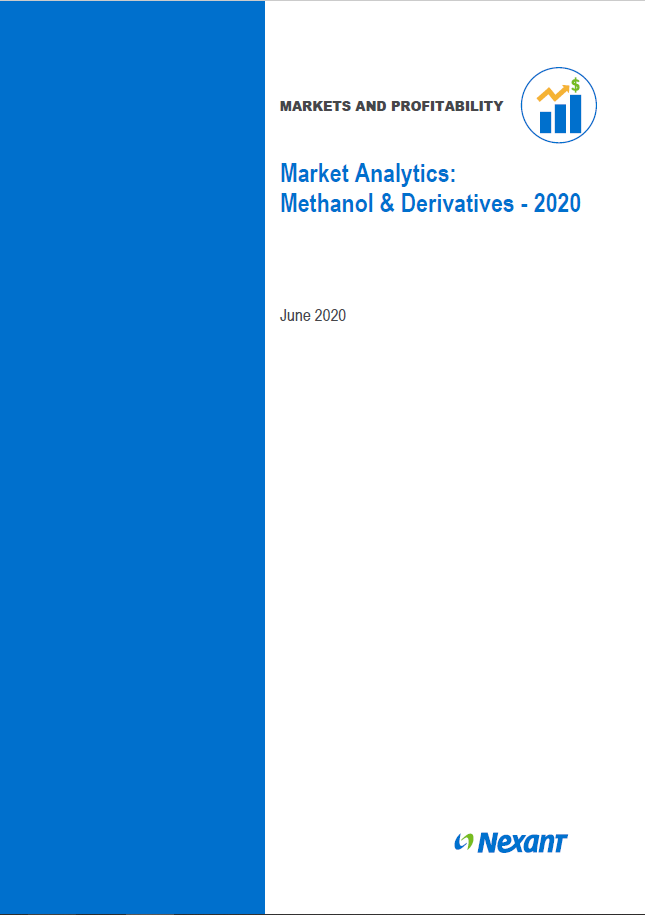 MARKETS AND PROFITABILITY
$
Market Analytics:
Methanol & Derivatives - 2020
June 2020
Nexant